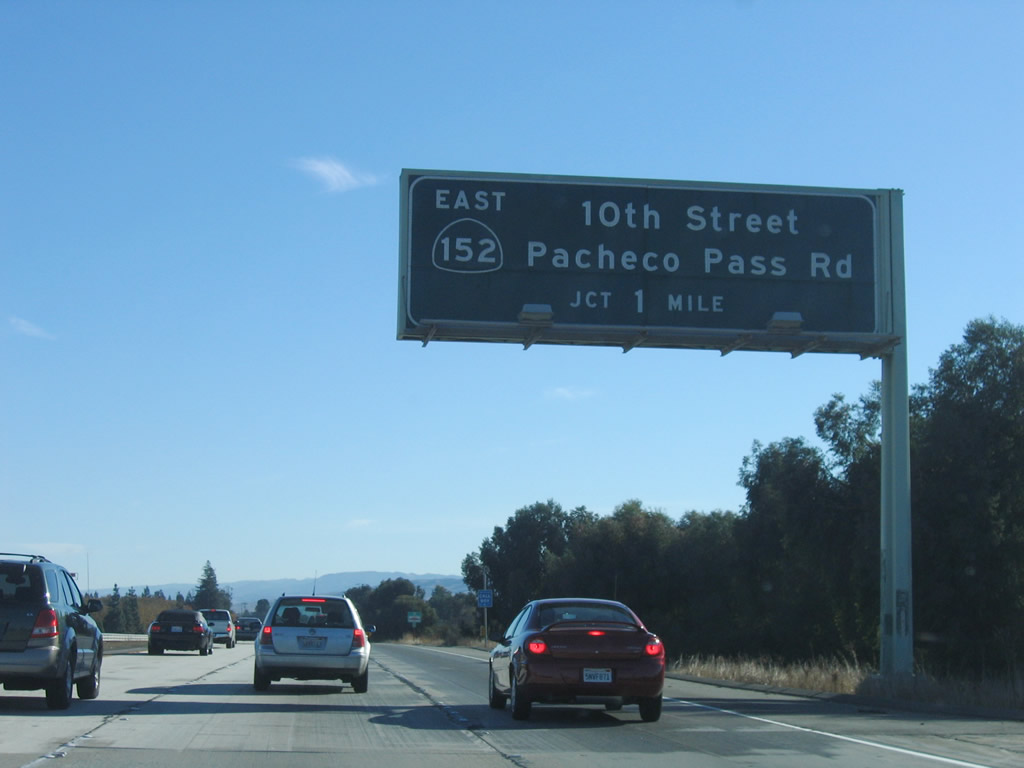 EAST
152
10th Street
Pacheco Pass Rd
JCT 1 MILE